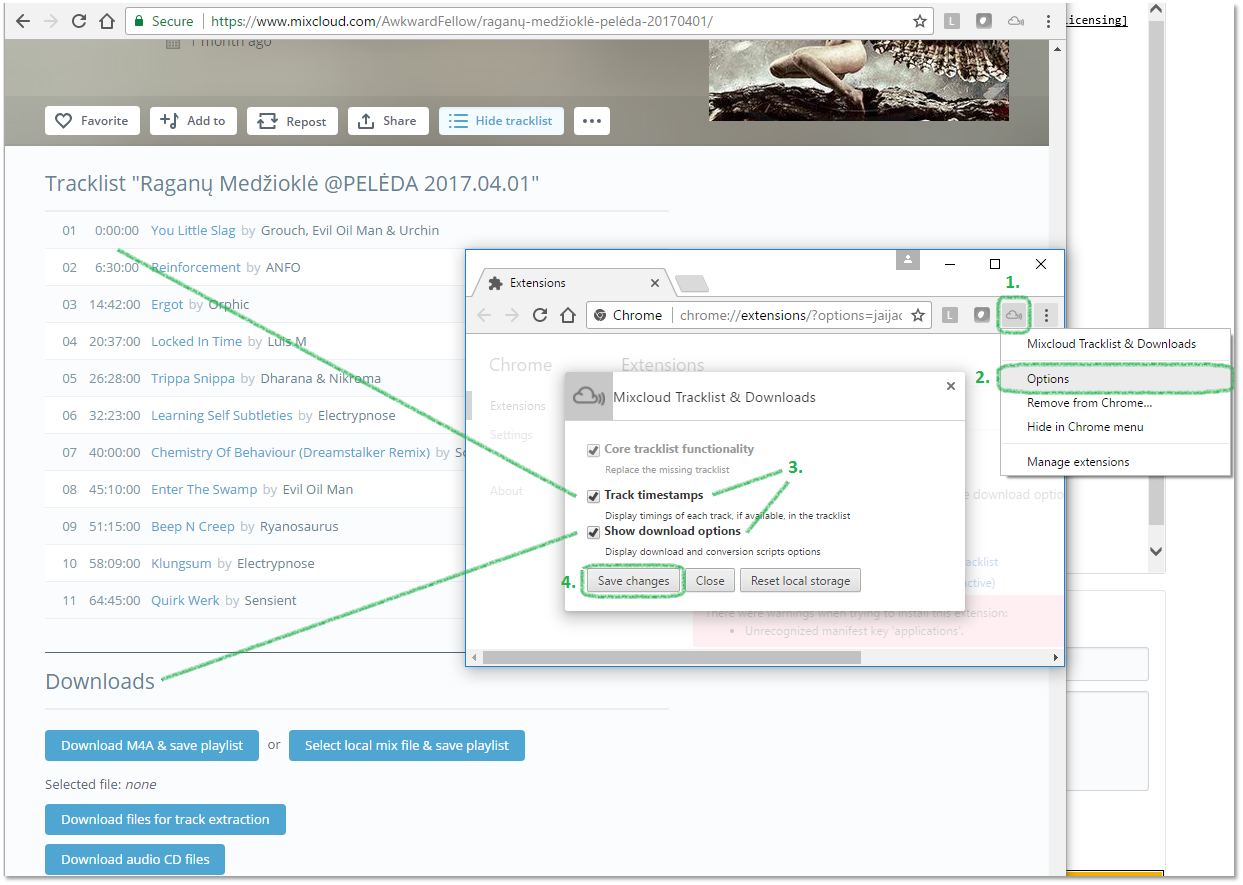 Secure https://www.mixcloud.com/AwkwardFellow/raganų-medžioklė-pelėda-20170401/
L
icensing]
1 month ago
Favorite
Add to
Repost
Share
Hide tracklist
Tracklist "Raganų Medžioklė @PELĖDA 2017.04.01"
01 0:00:00 You Little Slag by Grouch, Evil Oil Man & Urchin
02 6:30:00 Reinforcement by ANFO
03 14:42:00 Ergot by Orphic
04 20:37:00 Locked In Time by Luis M
05 26:28:00 Trippa Snippa by Dharana & Nikroma
06 32:23:00 Learning Self Subtleties by Electrypnose
07 40:00:00 Chemistry Of Behaviour (Dreamstalker Remix) by
08 45:10:00 Enter The Swamp by Evil Oil Man
09 51:15:00 Beep N Creep by Ryanosaurus
10 58:09:00 Klungsum by Electrypnose
11 64:45:00 Quirk Werk by Sensient
Downloads
Download M4A & save playlist or Select local mix file & save playlist
Selected file: none
Download files for track extraction
Download audio CD files
Extensions
1.
Chrome chrome://extensions/?options=jaijac
L
Mixcloud Tracklist & Downloads
2. Options
Remove from Chrome...
Hide in Chrome menu
Manage extensions
Chrome
Extensions
Extensions
Settings
About
Mixcloud Tracklist & Downloads
Core tracklist functionality
Replace the missing tracklist
3.
Track timestamps
Display timings of each track, if available, in the tracklist
Show download options
Display download and conversion scripts options
4. Save changes Close Reset local storage
e download optio
acklist
active)
There were warnings when trying to install this extension:
• Unrecognized manifest key 'applications'.